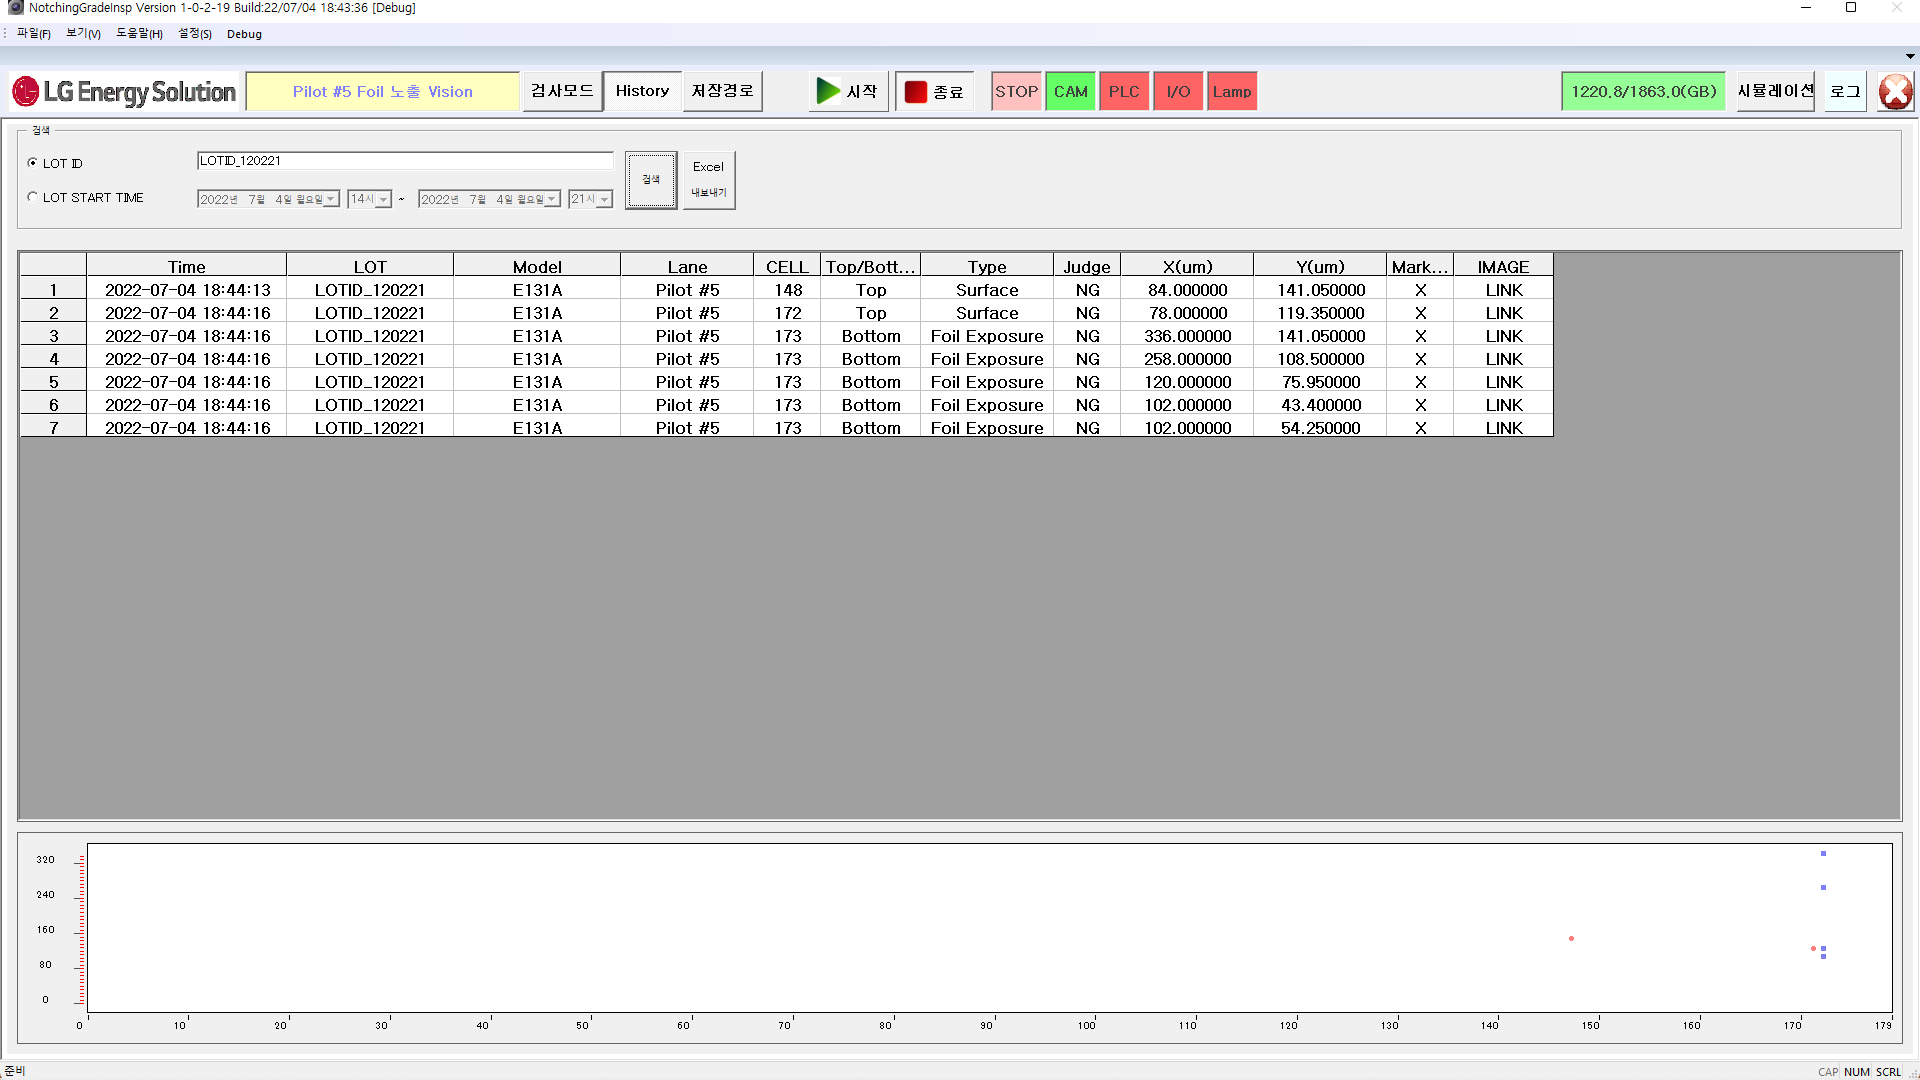 NotchingGradeInsp Version 1-0-2-19 Build:22/07/04 18:43:36 [Debug]
파일(F) 보기(V) 도움말(H) 설정(S) Debug
LG Energy Solution Pilot #5 Foil 노출 Vision 검사모드 History 저장경로 시작 종료 STOP CAM PLC I/O Lamp 1220.8/1863.0(GB) 시뮬레이션 로그
검색
LOT ID LOTID_120221 검색 Excel 내보내기
LOT START TIME 2022년 7월 4일 월요일 14시 ~ 2022년 7월 4일 월요일 21시
Time LOT Model Lane CELL Top/Bott... Type Judge X(um) Y(um) Mark... IMAGE
1 2022-07-04 18:44:13 LOTID_120221 E131A Pilot #5 148 Top Surface NG 84.000000 141.050000 X LINK
2 2022-07-04 18:44:16 LOTID_120221 E131A Pilot #5 172 Top Surface NG 78.000000 119.350000 X LINK
3 2022-07-04 18:44:16 LOTID_120221 E131A Pilot #5 173 Bottom Foil Exposure NG 336.000000 141.050000 X LINK
4 2022-07-04 18:44:16 LOTID_120221 E131A Pilot #5 173 Bottom Foil Exposure NG 258.000000 108.500000 X LINK
5 2022-07-04 18:44:16 LOTID_120221 E131A Pilot #5 173 Bottom Foil Exposure NG 120.000000 75.950000 X LINK
6 2022-07-04 18:44:16 LOTID_120221 E131A Pilot #5 173 Bottom Foil Exposure NG 102.000000 43.400000 X LINK
7 2022-07-04 18:44:16 LOTID_120221 E131A Pilot #5 173 Bottom Foil Exposure NG 102.000000 54.250000 X LINK
320
240
160
80
0
0 10 20 30 40 50 60 70 80 90 100 110 120 130 140 150 160 170 179
준비 CAP NUM SCRL